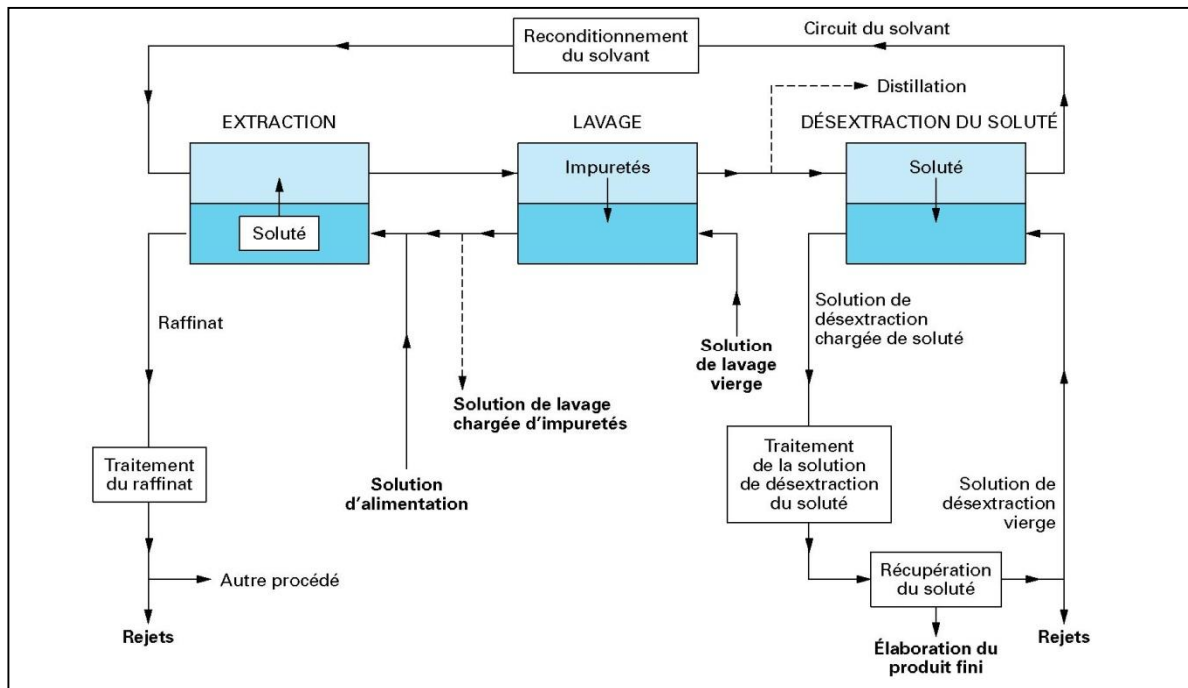 Reconditionnement
du solvant
Circuit du solvant
Distillation
EXTRACTION
LAVAGE
DÉSEXTRACTION DU SOLUTÉ
Impuretés
Soluté
Soluté
Raffinat
Solution de
désextraction
chargée de soluté
Solution
de lavage
vierge
Solution de lavage
chargée d'impuretés
Traitement
du raffinat
Solution
d'alimentation
Traitement
de la solution
de désextraction
du soluté
Solution de
désextraction
vierge
Autre procédé
Récupération
du soluté
Rejets
Élaboration du
produit fini
Rejets